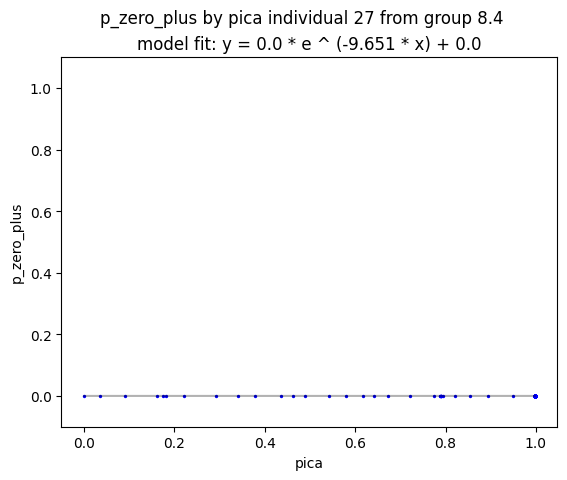 p_zero_plus by pica individual 27 from group 8.4
model fit: y = 0.0 * e ^ (-9.651 * x) + 0.0
1.0
0.8
0.6
0.4
0.2
0.0
p_zero_plus
0.0 0.2 0.4 0.6 0.8 1.0
pica